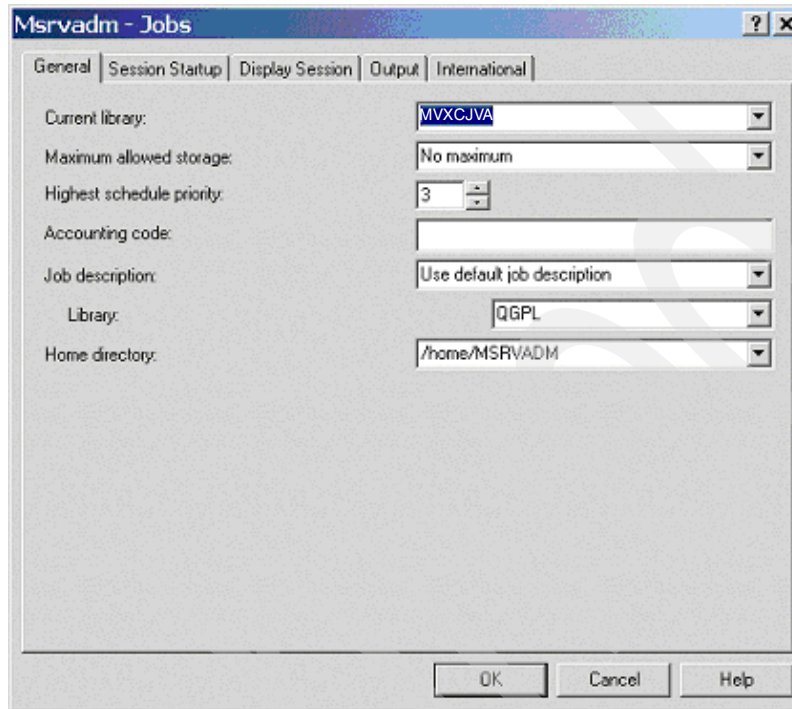 Msrvadm - Jobs
General Session Startup Display Session Output International
Current library: MVXCJVA
Maximum allowed storage: No maximum
Highest schedule priority: 3
Accounting code:
Job description: Use default job description
Library: QGPL
Home directory: /home/MSRVADM
OK Cancel Help